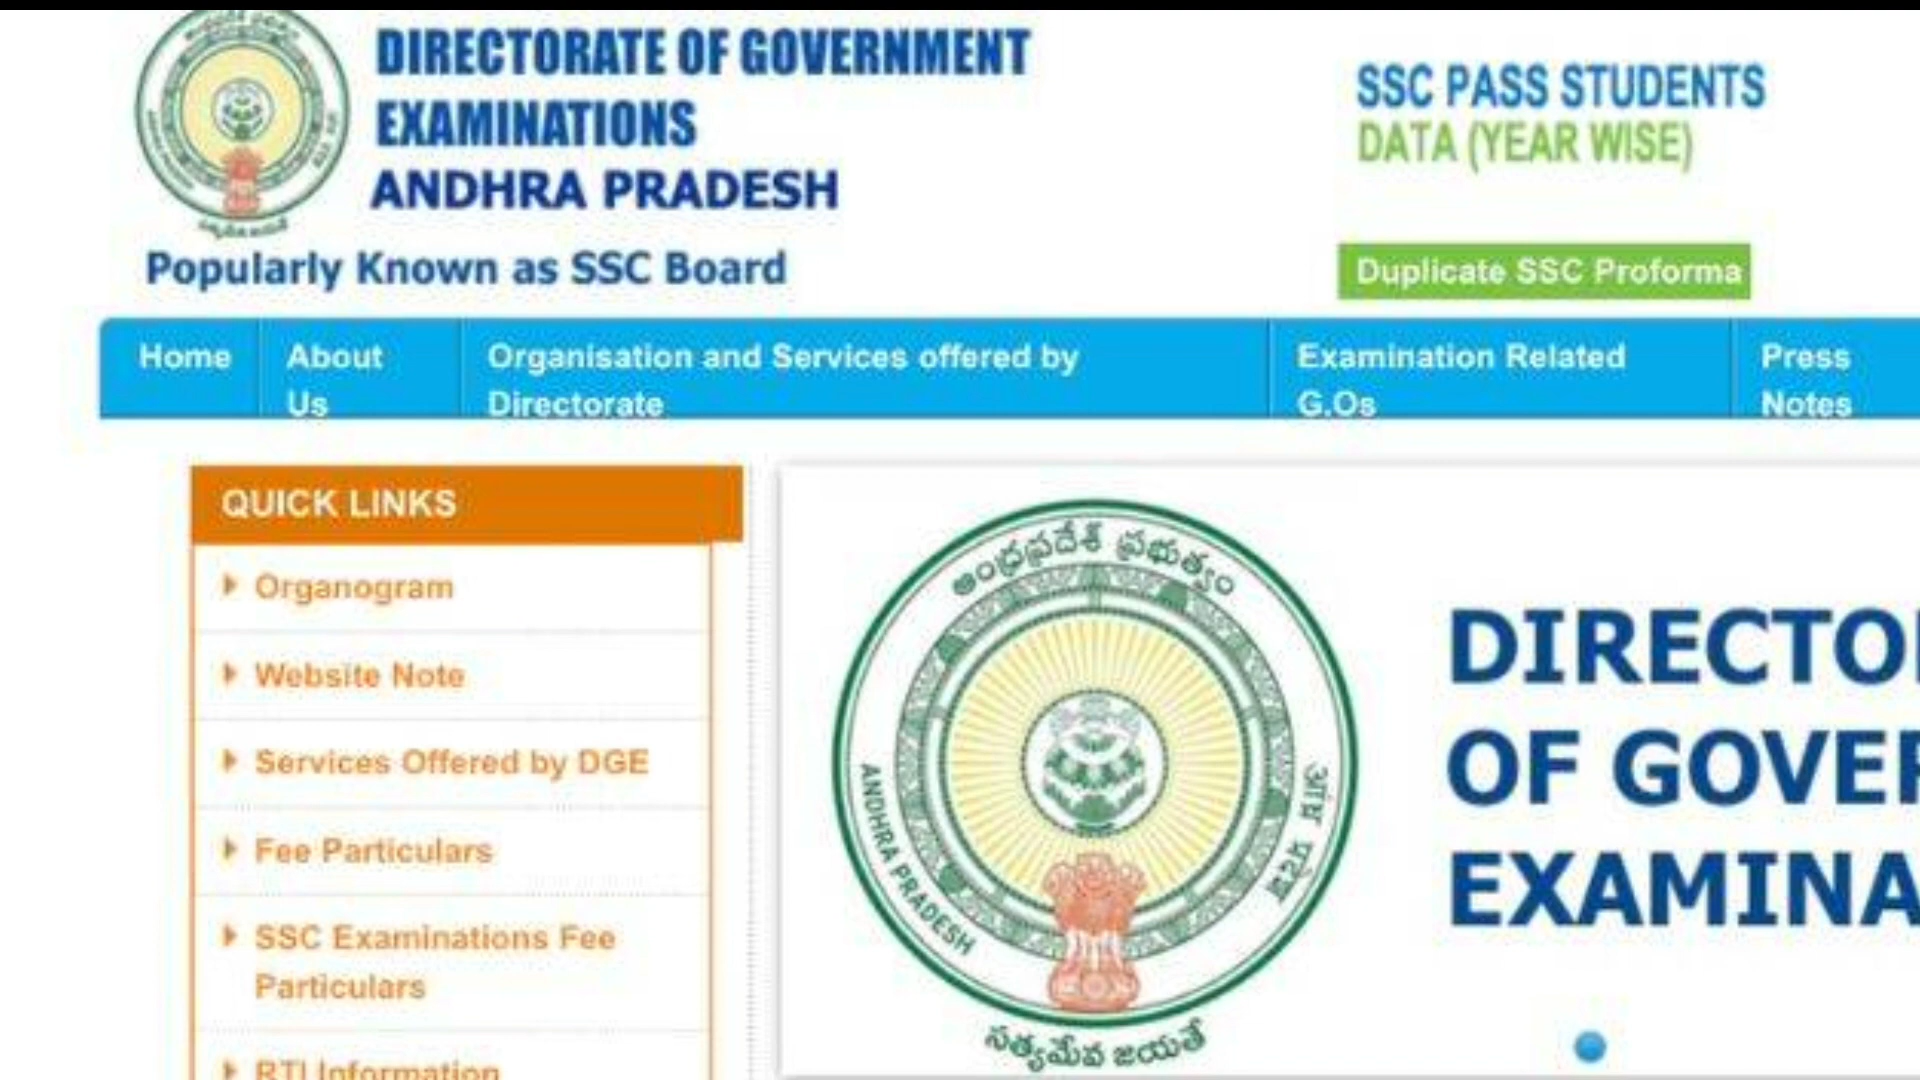 DIRECTORATE OF GOVERNMENT
EXAMINATIONS
ANDHRA PRADESH
Popularly Known as SSC Board
SSC PASS STUDENTS
DATA (YEAR WISE)
Duplicate SSC Proforma
Home
About
Us
Organisation and Services offered by
Directorate
Examination Related
G.Os
Press
Notes
QUICK LINKS
Organogram
Website Note
Services Offered by DGE
Fee Particulars
SSC Examinations Fee
Particulars
RTI Information
ఆంధ్రప్రదేశ్ ప్రభుత్వం
ANDHRA PRADESH
आंध्र प्रदेश
సత్యమేవ జయతే
DIRECTO
OF GOVER
EXAMINA